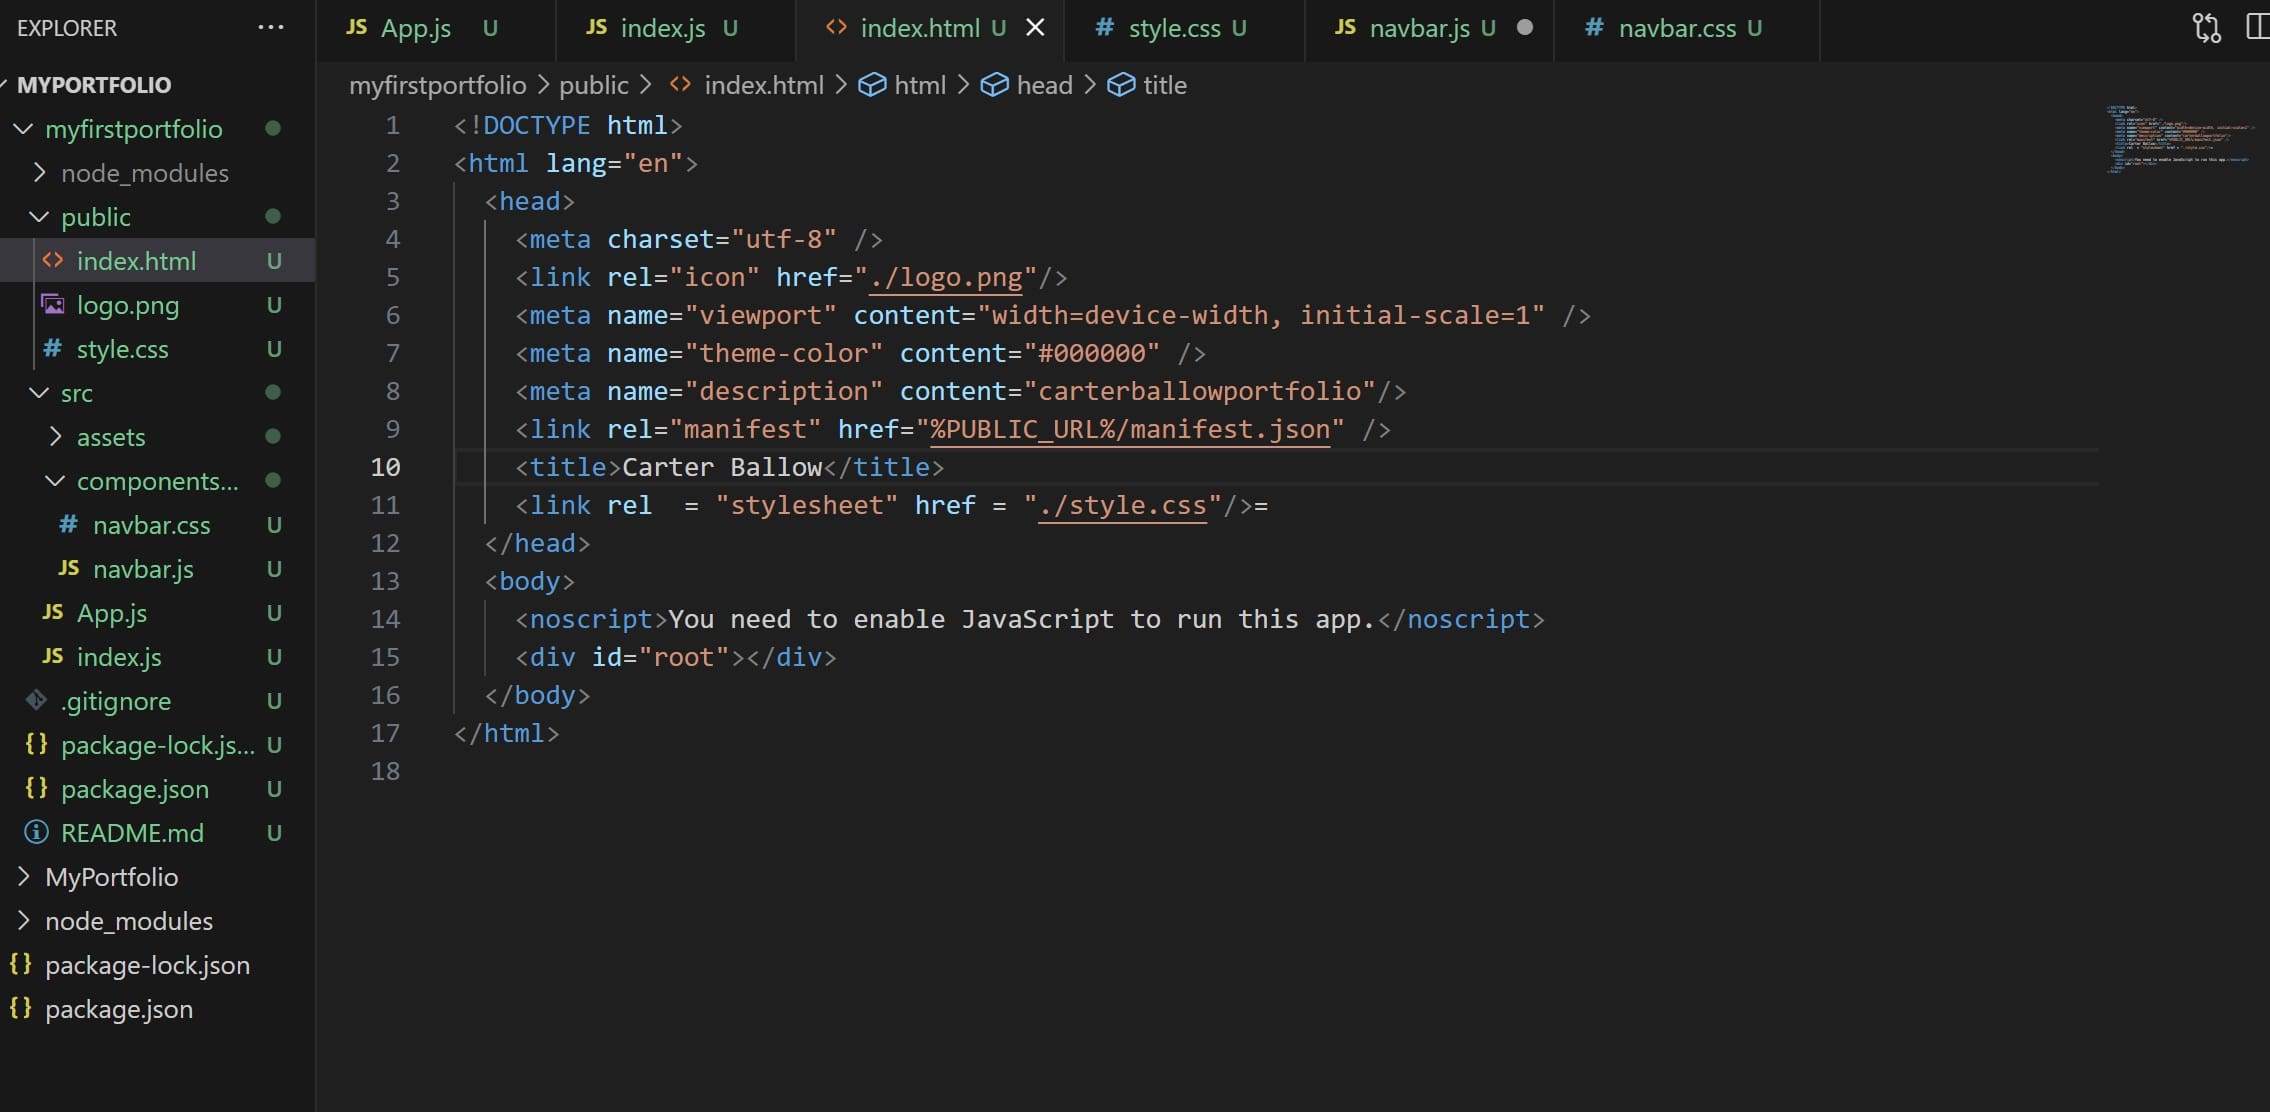 EXPLORER ···
App.js U
index.js U
index.html U
style.css U
navbar.js U
navbar.css U
MYPORTFOLIO
myfirstportfolio
node_modules
public
index.html U
logo.png U
style.css U
src
assets
components...
navbar.css U
navbar.js U
App.js U
index.js U
.gitignore U
package-lock.js... U
package.json U
README.md U
MyPortfolio
node_modules
package-lock.json
package.json
myfirstportfolio > public > <> index.html > html > head > title
1 <!DOCTYPE html>
2 <html lang="en">
3 <head>
4 <meta charset="utf-8" />
5 <link rel="icon" href="./logo.png"/>
6 <meta name="viewport" content="width=device-width, initial-scale=1" />
7 <meta name="theme-color" content="#000000" />
8 <meta name="description" content="carterballowportfolio"/>
9 <link rel="manifest" href="%PUBLIC_URL%/manifest.json" />
10 <title>Carter Ballow</title>
11 <link rel  = "stylesheet" href = "./style.css"/>=
12 </head>
13 <body>
14 <noscript>You need to enable JavaScript to run this app.</noscript>
15 <div id="root"></div>
16 </body>
17 </html>
18